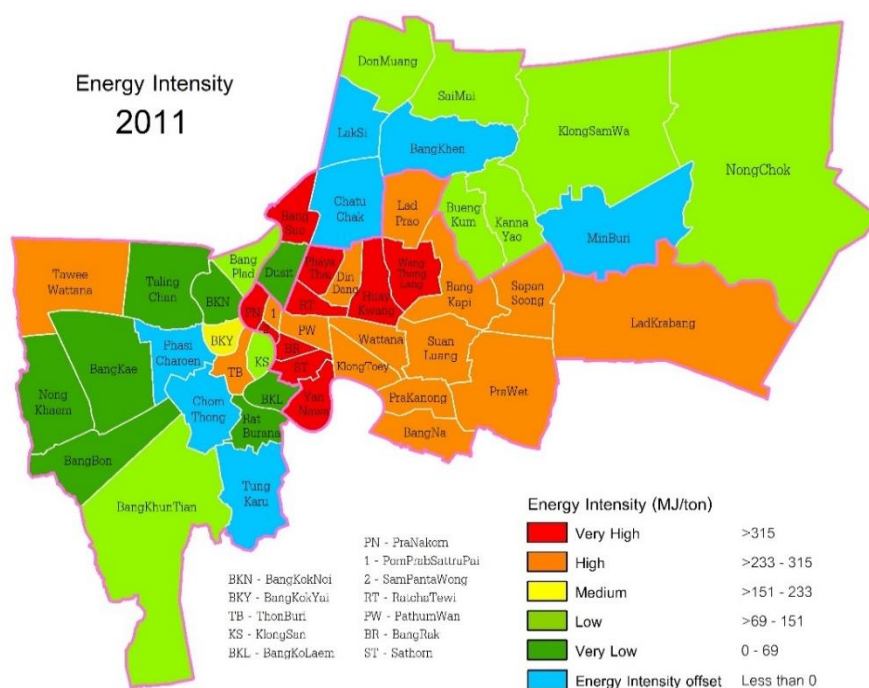 Energy Intensity
2011
DonMuang
SaiMai
LakSi
BangKhen
KlongSamWa
NongChok
Chatu
Chak
Lad
Prao
Bueng
Kum
Kanna
Yao
MinBuri
Bang
Sue
Bang
Plad
Dusit
Phaya
Thai
Din
Dang
Huay
Kwang
Wang
Thong
Lang
Bang
Kapi
Sapan
Soong
Tawee
Wattana
Taling
Chan
BKN
PN
1
RT
LadKrabang
PW
Wattana
Suan
Luang
Phasi
Charoen
BKY
2
BR
KS
ST
KlongToey
BangKae
TB
Nong
Khaem
Chom
Thong
BKL
Yan
Nawa
PraKanong
PraWet
Rat
Burana
BangNa
BangBon
Tung
Karu
BangKhunTian
PN - PraNakorn
1 - PomPrabSattruPai
BKN - BangKokNoi
2 - SamPantaWong
BKY - BangKokYai
RT - RatchaTewi
TB - ThonBuri
PW - PathumWan
KS - KlongSan
BR - BangRak
BKL - BangKoLaem
ST - Sathorn
Energy Intensity (MJ/ton)
Very High >315
High >233 - 315
Medium >151 - 233
Low >69 - 151
Very Low 0 - 69
Energy Intensity offset Less than 0